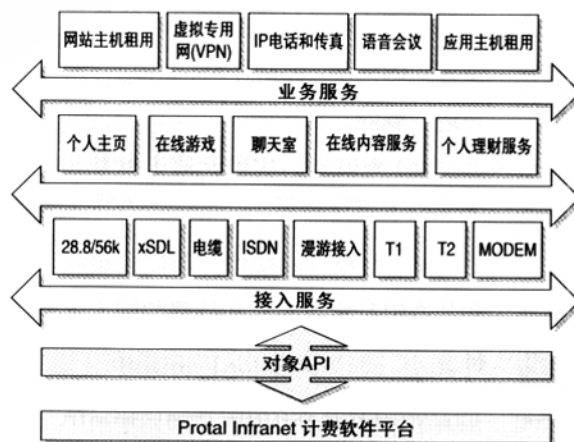 网站主机租用
虚拟专用
网(VPN)
IP电话和传真
语音会议
应用主机租用
业务服务
个人主页
在线游戏
聊天室
在线内容服务
个人理财服务
28.8/56k
xSDL
电缆
ISDN
漫游接入
T1
T2
MODEM
接入服务
对象API
Protal Infranet 计费软件平台